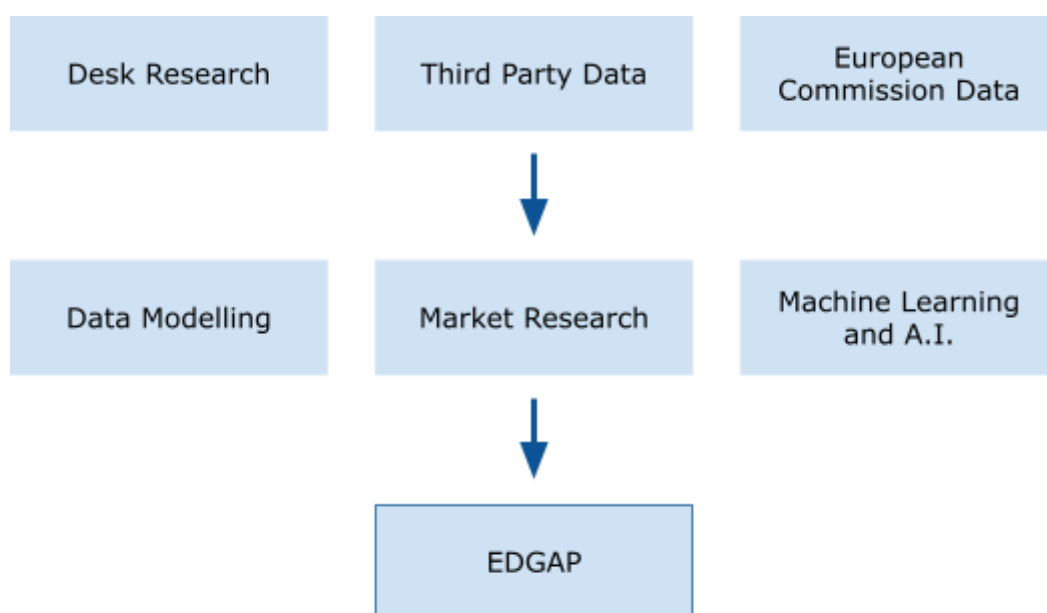 Desk Research
Third Party Data
European
Commission Data
Data Modelling
Market Research
Machine Learning
and A.I.
EDGAP